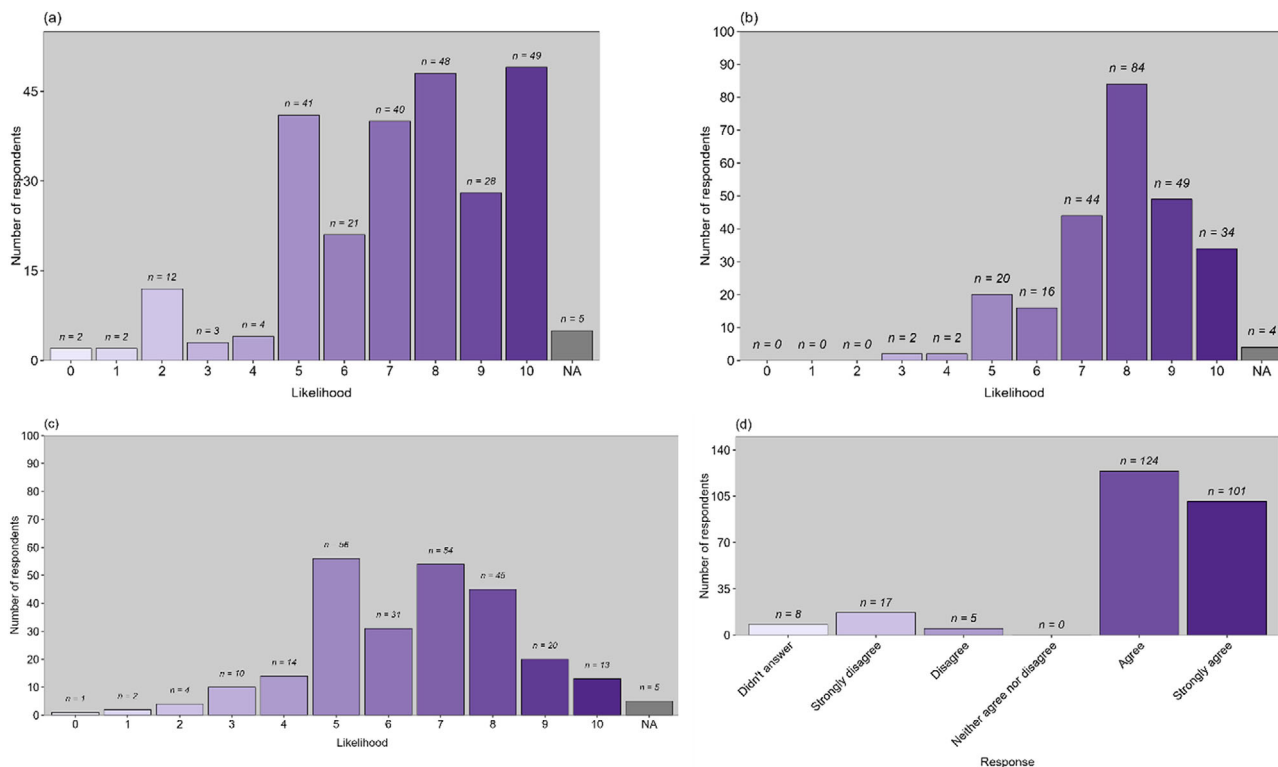 (a)
Number of respondents
45
30
15
0
n = 2
n = 2
n = 12
n = 3
n = 4
n = 41
n = 21
n = 40
n = 48
n = 28
n = 49
n = 5
0 1 2 3 4 5 6 7 8 9 10 NA
Likelihood
(b)
Number of respondents
100
90
80
70
60
50
40
30
20
10
0
n = 0
n = 0
n = 0
n = 2
n = 2
n = 20
n = 16
n = 44
n = 84
n = 49
n = 34
n = 4
0 1 2 3 4 5 6 7 8 9 10 NA
Likelihood
(c)
Number of respondents
100
90
80
70
60
50
40
30
20
10
0
n = 1
n = 2
n = 4
n = 10
n = 14
n = 56
n = 31
n = 54
n = 45
n = 20
n = 13
n = 5
0 1 2 3 4 5 6 7 8 9 10 NA
Likelihood
(d)
Number of respondents
140
105
70
35
0
n = 8
n = 17
n = 5
n = 0
n = 124
n = 101
Didn't answer
Strongly disagree
Disagree
Neither agree nor disagree
Agree
Strongly agree
Response